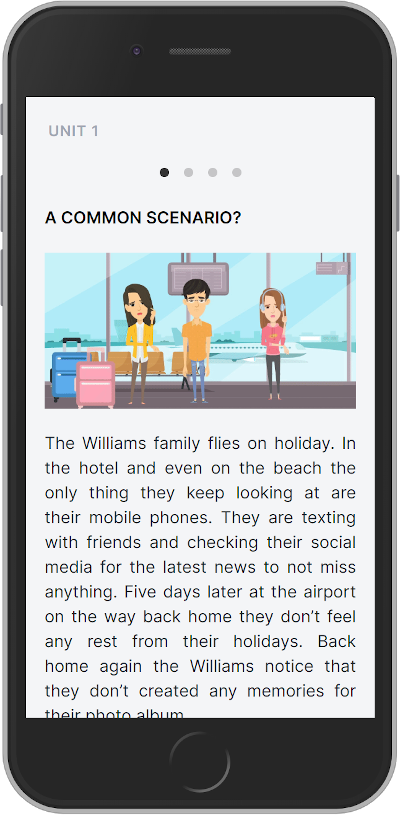 UNIT 1
A COMMON SCENARIO?
The Williams family flies on holiday. In
the hotel and even on the beach the
only thing they keep looking at are
their mobile phones. They are texting
with friends and checking their social
media for the latest news to not miss
anything. Five days later at the airport
on the way back home they don’t feel
any rest from their holidays. Back
home again the Williams notice that
they don’t created any memories for
their photo album